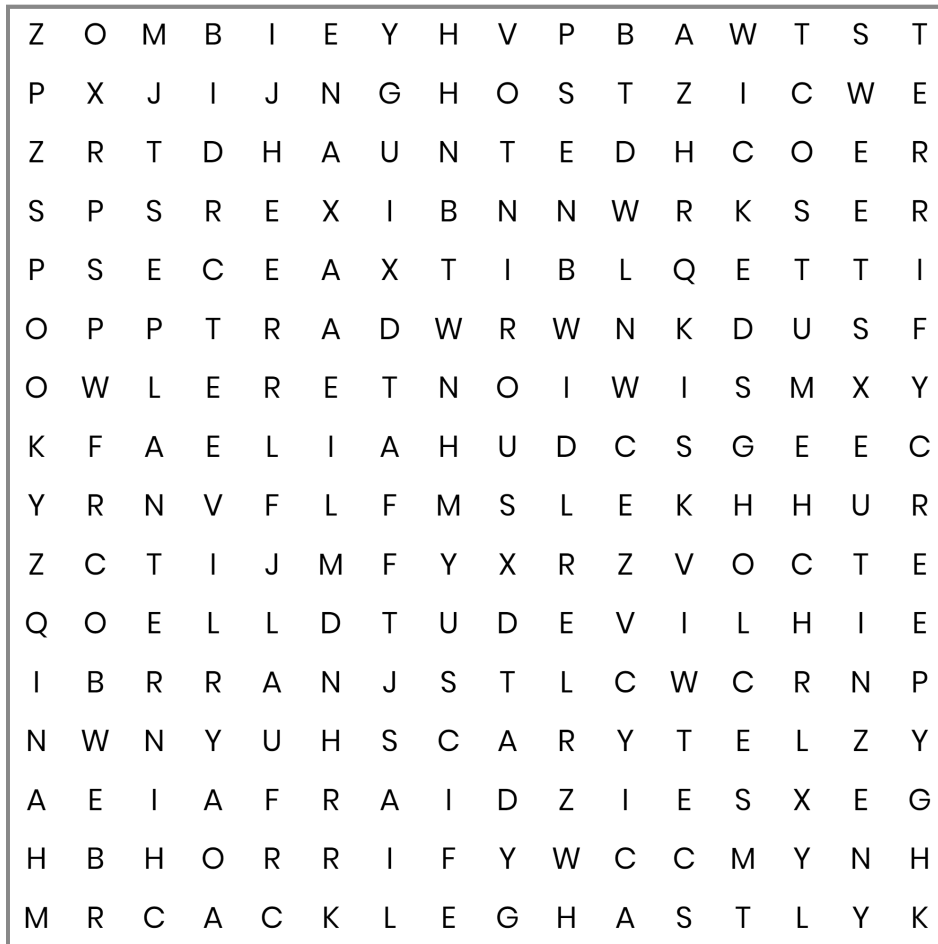 Z O M B I E Y H V P B A W T S T
P X J I J N G H O S T Z I C W E
Z R T D H A U N T E D H C O E R
S P S R E X I B N N W R K S E R
P S E C E A X T I B L Q E T T I
O P P T R A D W R W N K D U S F
O W L E R E T N O I W I S M X Y
K F A E L I A H U D C S G E E C
Y R N V F L F M S L E K H H U R
Z C T I J M F Y X R Z V O C T E
Q O E L L D T U D E V I L H I E
I B R R A N J S T L C W C R N P
N W N Y U H S C A R Y T E L Z Y
A E I A F R A I D Z I E S X E G
H B H O R R I F Y W C C M Y N H
M R C A C K L E G H A S T L Y K